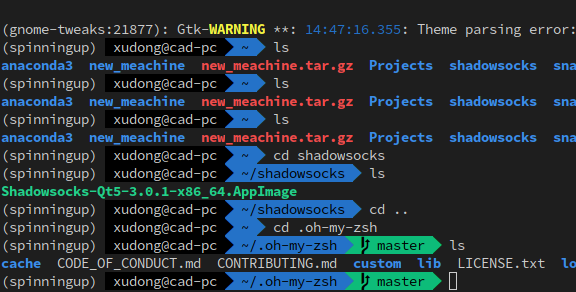 (gnome-tweaks:21877): Gtk-WARNING **: 14:47:16.355: Theme parsing error:
(spinningup) xudong@cad-pc ~ ls
anaconda3 new_meachine new_meachine.tar.gz Projects shadowsocks sna
(spinningup) xudong@cad-pc ~ ls
anaconda3 new_meachine new_meachine.tar.gz Projects shadowsocks sna
(spinningup) xudong@cad-pc ~ ls
anaconda3 new_meachine new_meachine.tar.gz Projects shadowsocks sna
(spinningup) xudong@cad-pc ~ cd shadowsocks
(spinningup) xudong@cad-pc ~/shadowsocks ls
Shadowsocks-Qt5-3.0.1-x86_64.AppImage
(spinningup) xudong@cad-pc ~/shadowsocks cd ..
(spinningup) xudong@cad-pc ~ cd .oh-my-zsh
(spinningup) xudong@cad-pc ~/.oh-my-zsh master ls
cache CODE_OF_CONDUCT.md CONTRIBUTING.md custom lib LICENSE.txt lo
(spinningup) xudong@cad-pc ~/.oh-my-zsh master